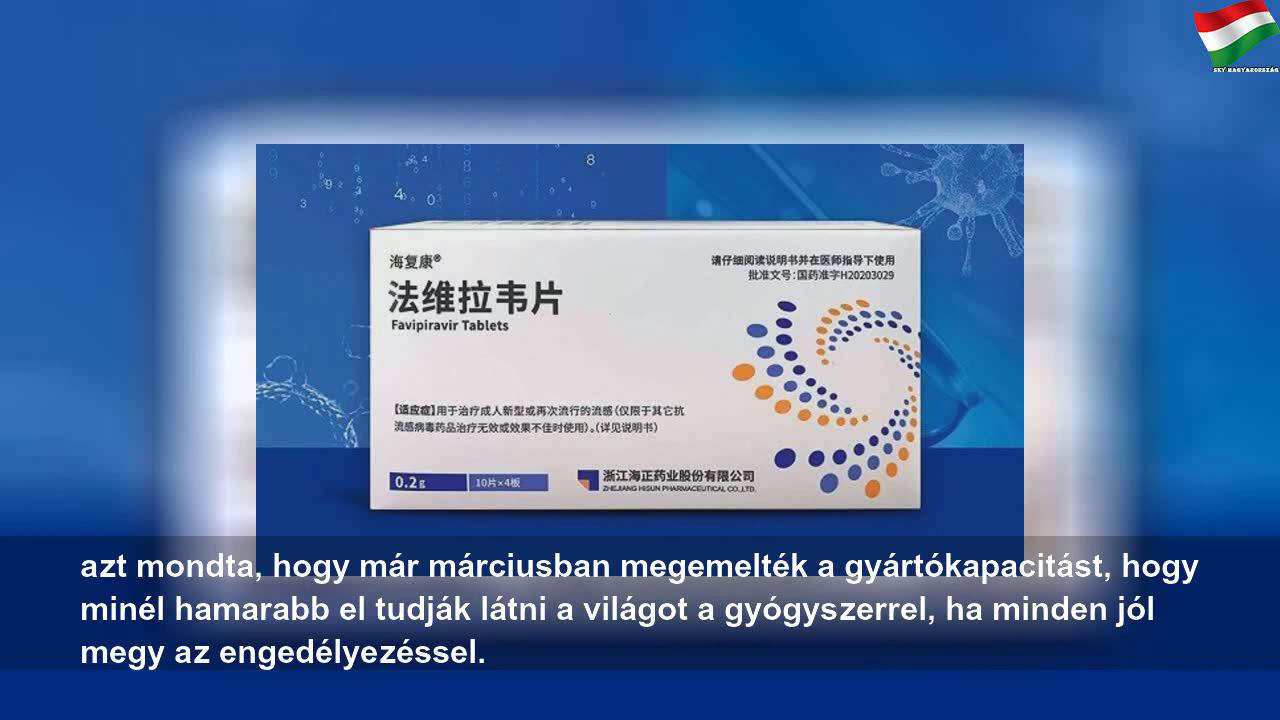 SKY MAGYARORSZÁG
海复康®
法维拉韦片
Favipiravir Tablets
请仔细阅读说明书并在医师指导下使用
批准文号：国药准字H20203029
【适应症】用于治疗成人新型或再次流行的流感（仅限于其它抗
流感病毒药品治疗无效或效果不佳时使用）。（详见说明书）
0.2g
10片×4板
浙江海正药业股份有限公司
ZHEJIANG HISUN PHARMACEUTICAL CO.,LTD.
azt mondta, hogy már márciusban megemelték a gyártókapacitást, hogy
minél hamarabb el tudják látni a világot a gyógyszerrel, ha minden jól
megy az engedélyezéssel.